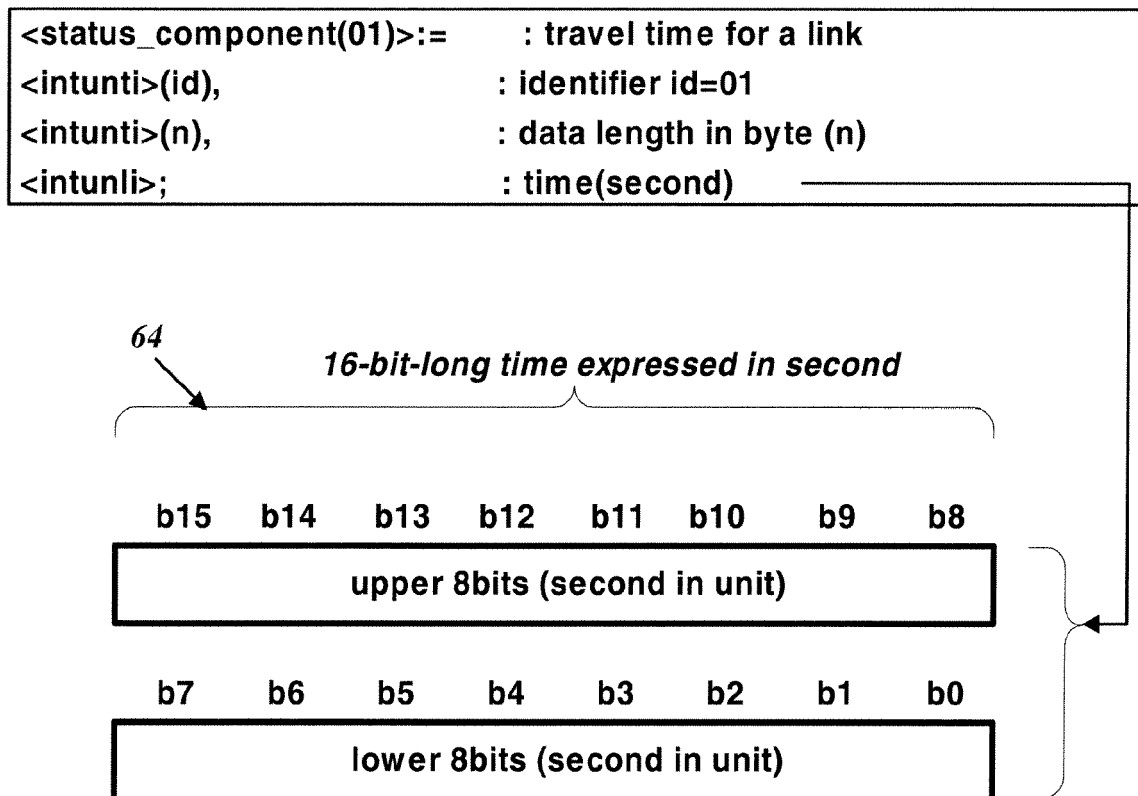 <status_component(01)>:= : travel time for a link
<intunti>(id), : identifier id=01
<intunti>(n), : data length in byte (n)
<intunli>; : time(second)
64
16-bit-long time expressed in second
b15 b14 b13 b12 b11 b10 b9 b8
upper 8bits (second in unit)
b7 b6 b5 b4 b3 b2 b1 b0
lower 8bits (second in unit)